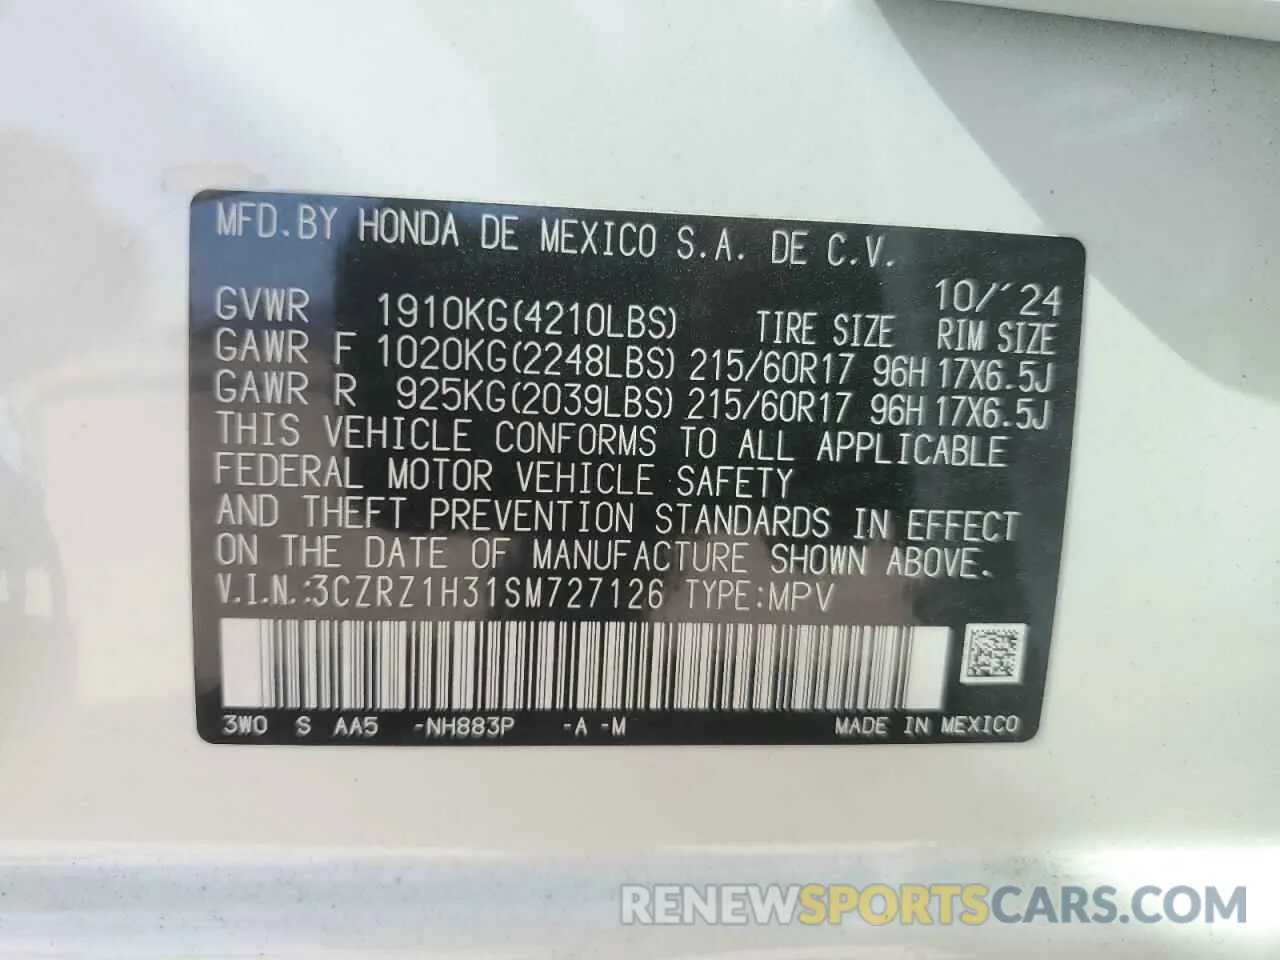 MFD.BY HONDA DE MEXICO S.A. DE C.V.
10/´24
GVWR 1910KG(4210LBS) TIRE SIZE RIM SIZE
GAWR F 1020KG(2248LBS) 215/60R17 96H 17X6.5J
GAWR R 925KG(2039LBS) 215/60R17 96H 17X6.5J
THIS VEHICLE CONFORMS TO ALL APPLICABLE
FEDERAL MOTOR VEHICLE SAFETY
AND THEFT PREVENTION STANDARDS IN EFFECT
ON THE DATE OF MANUFACTURE SHOWN ABOVE.
V.I.N.:3CZRZ1H31SM727126 TYPE:MPV
3W0 S AA5 -NH883P -A -M MADE IN MEXICO
RENEWSPORTSCARS.COM